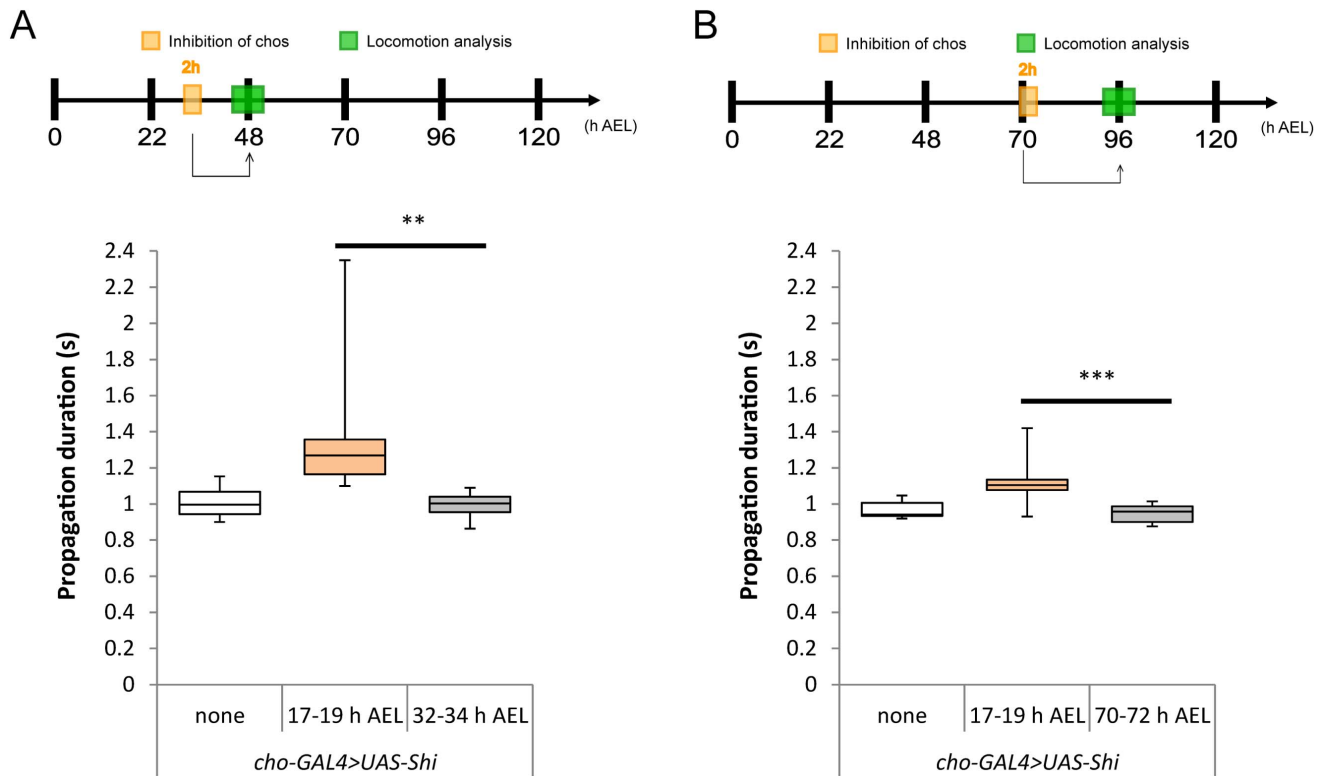 A
Inhibition of chos
Locomotion analysis
2h
0 22 48 70 96 120 (h AEL)
**
Propagation duration (s)
2.4
2.2
2
1.8
1.6
1.4
1.2
1
0.8
0.6
0.4
0.2
0
none 17-19 h AEL 32-34 h AEL
cho-GAL4>UAS-Shi
B
Inhibition of chos
Locomotion analysis
2h
0 22 48 70 96 120 (h AEL)
***
Propagation duration (s)
2.4
2.2
2
1.8
1.6
1.4
1.2
1
0.8
0.6
0.4
0.2
0
none 17-19 h AEL 70-72 h AEL
cho-GAL4>UAS-Shi